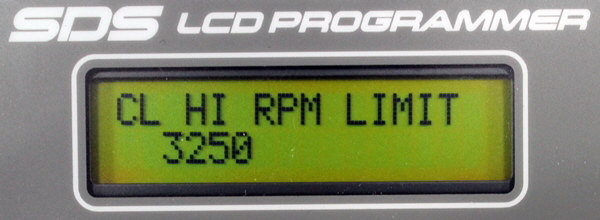 SDS LCD PROGRAMMER
CL HI RPM LIMIT
3250